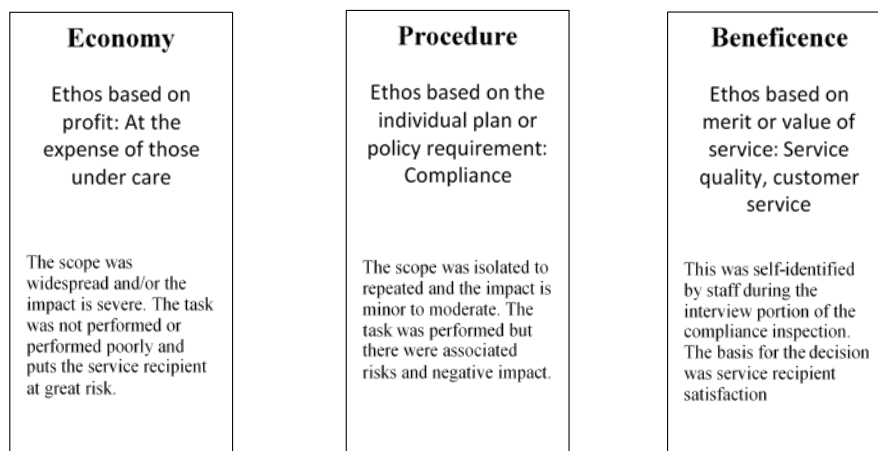 Economy
Ethos based on
profit: At the
expense of those
under care
The scope was
widespread and/or the
impact is severe. The task
was not performed or
performed poorly and
puts the service recipient
at great risk.
Procedure
Ethos based on the
individual plan or
policy requirement:
Compliance
The scope was isolated to
repeated and the impact is
minor to moderate. The
task was performed but
there were associated
risks and negative impact.
Beneficence
Ethos based on
merit or value of
service: Service
quality, customer
service
This was self-identified
by staff during the
interview portion of the
compliance inspection.
The basis for the decision
was service recipient
satisfaction